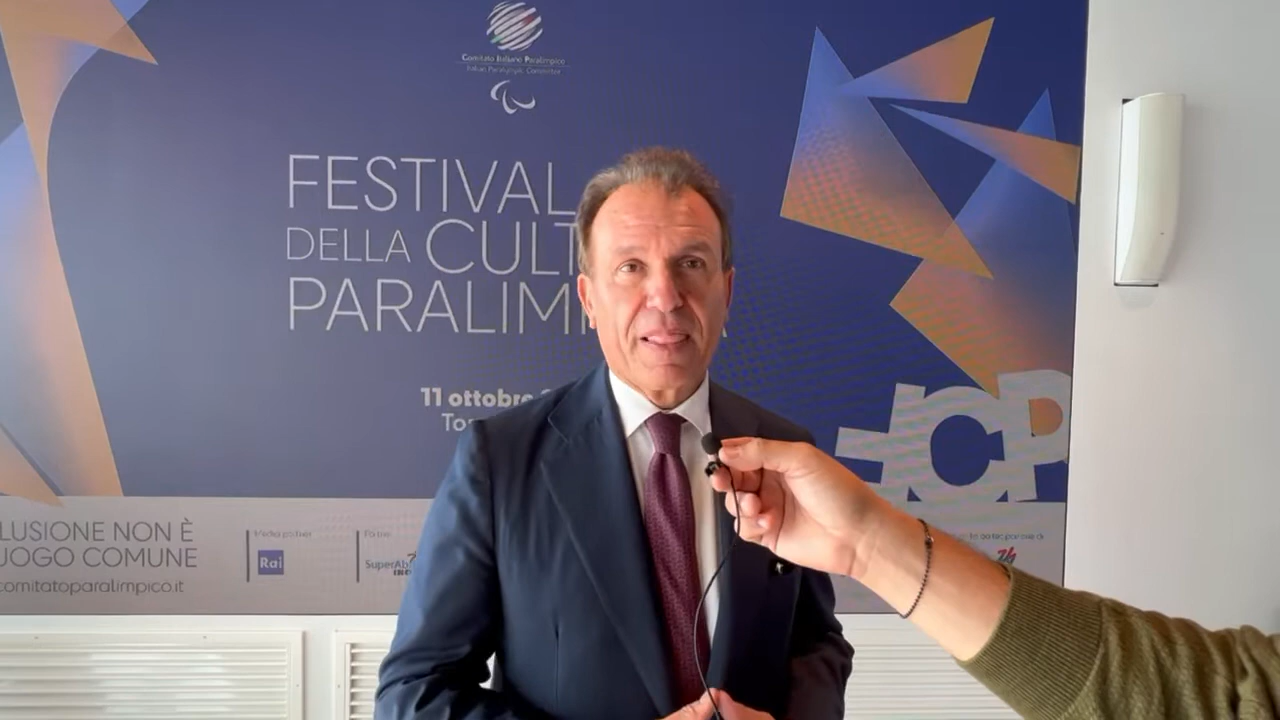 Comitato Italiano Paralimpico
Italian Paralympic Committee
FESTIVAL
DELLA CULT
PARALIM
11 ottobre
LUSIONE NON È
UOGO COMUNE
comitatoparalimpico.it
Media partner
Rai
SuperAb
CP